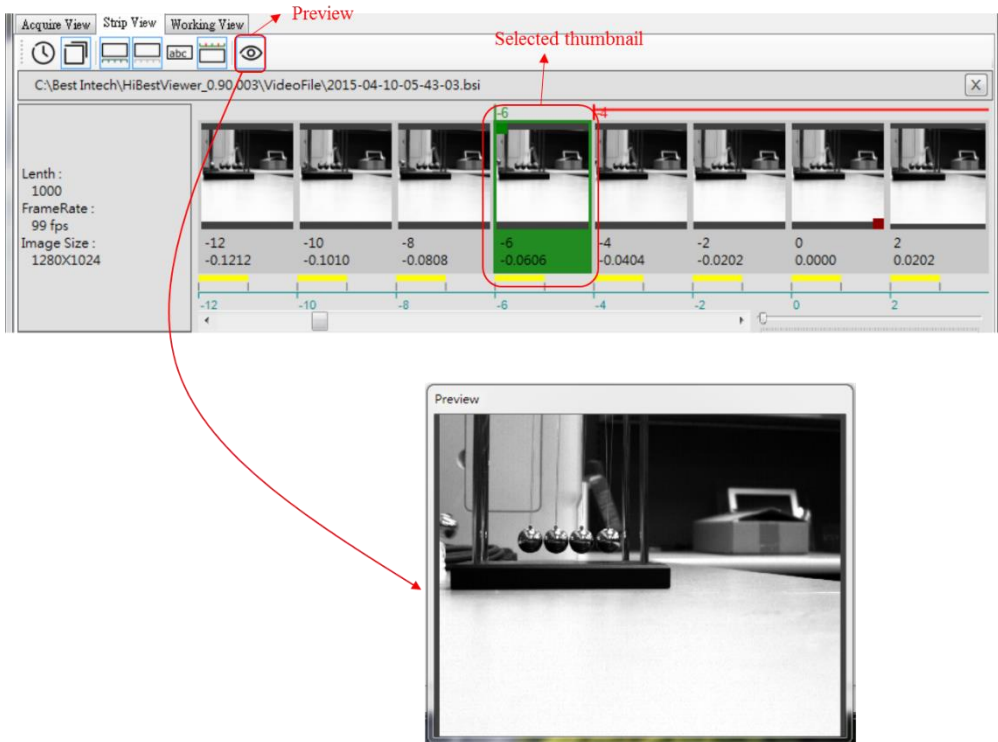 Preview
Acquire View Strip View Working View
Selected thumbnail
abc
C:\Best Intech\HiBestViewer_0.90.003\VideoFile\2015-04-10-05-43-03.bsi X
-6 -4
Lenth :
1000
FrameRate :
99 fps
Image Size :
1280X1024
-12 -10 -8 -6 -4 -2 0 2
-0.1212 -0.1010 -0.0808 -0.0606 -0.0404 -0.0202 0.0000 0.0202
-12 -10 -8 -6 -4 -2 0 2
Preview